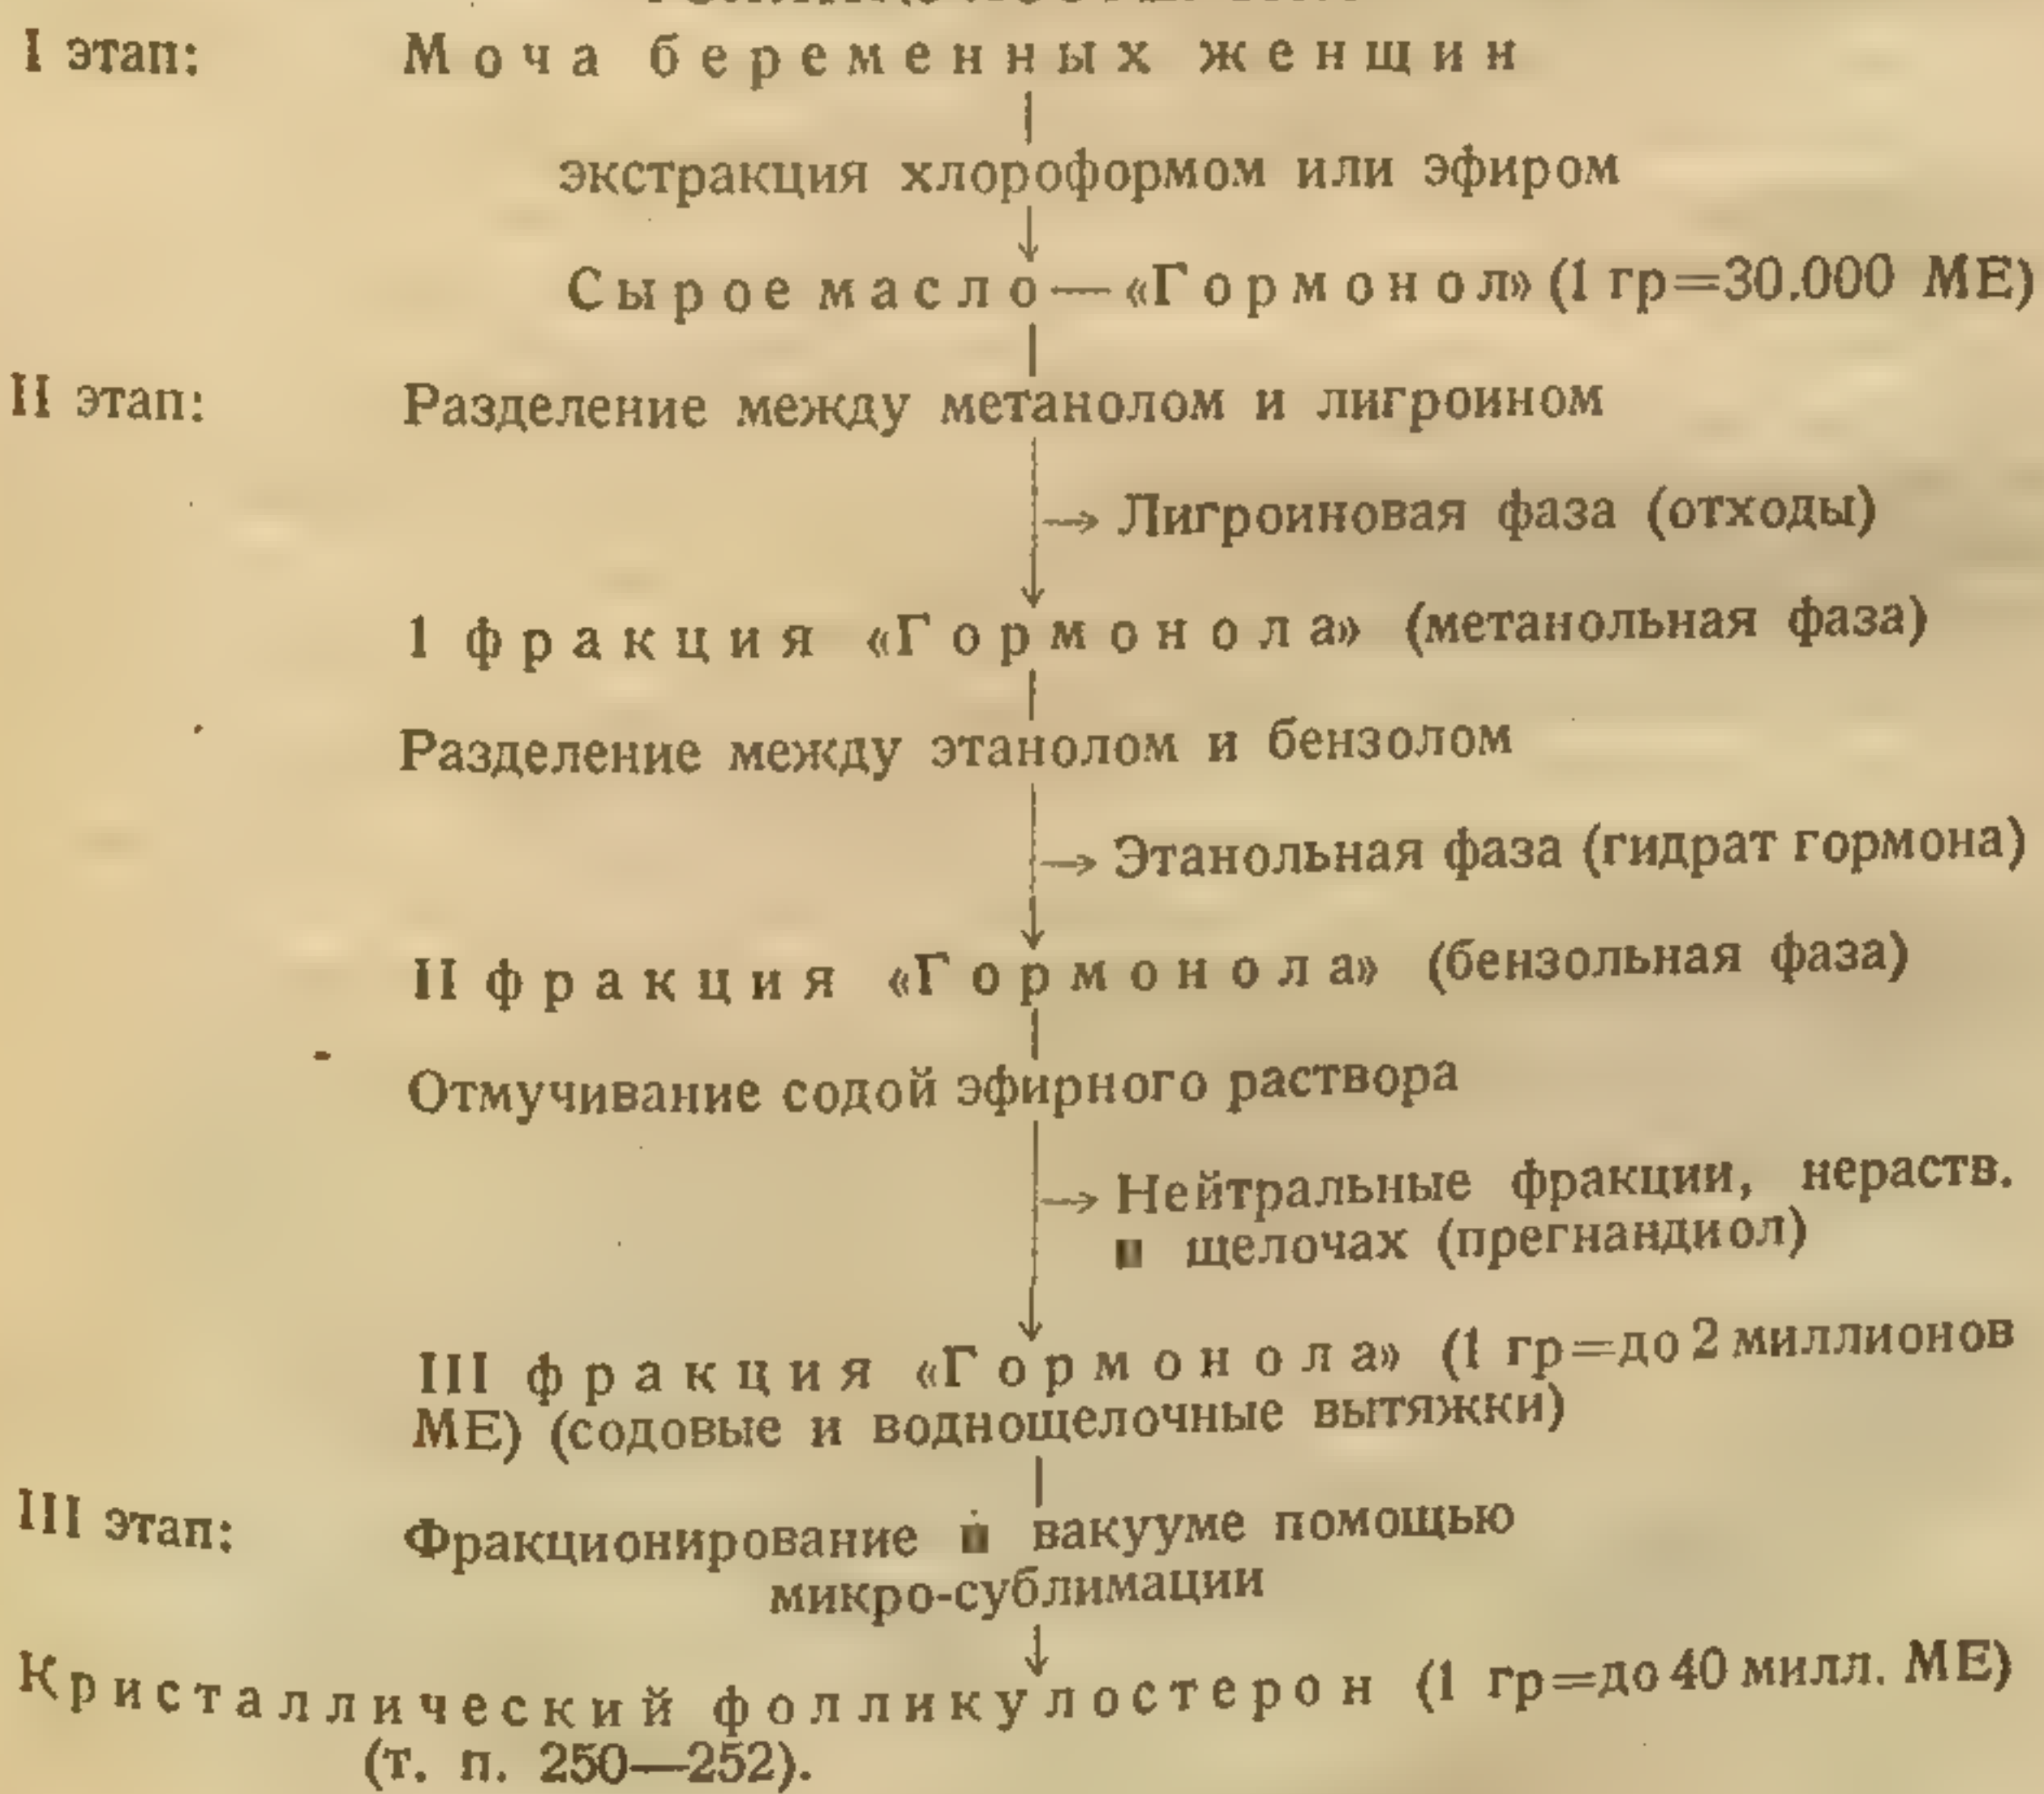 I этап: Моча беременных женщин
экстракция хлороформом или эфиром
Сырое масло — «Гормонол» (1 гр=30.000 МЕ)
II этап: Разделение между метанолом и лигроином
→ Лигроиновая фаза (отходы)
1 фракция «Гормонола» (метанольная фаза)
Разделение между этанолом и бензолом
→ Этанольная фаза (гидрат гормона)
II фракция «Гормонола» (бензольная фаза)
Отмучивание содой эфирного раствора
→ Нейтральные фракции, нераств.
щелочах (прегнандиол)
III фракция «Гормонола» (1 гр=до 2 миллионов
МЕ) (содовые и воднощелочные вытяжки)
III этап: Фракционирование вакууме помощью
микро-сублимации
Кристаллический фолликулостерон (1 гр=до 40 милл. МЕ)
(т. п. 250—252).